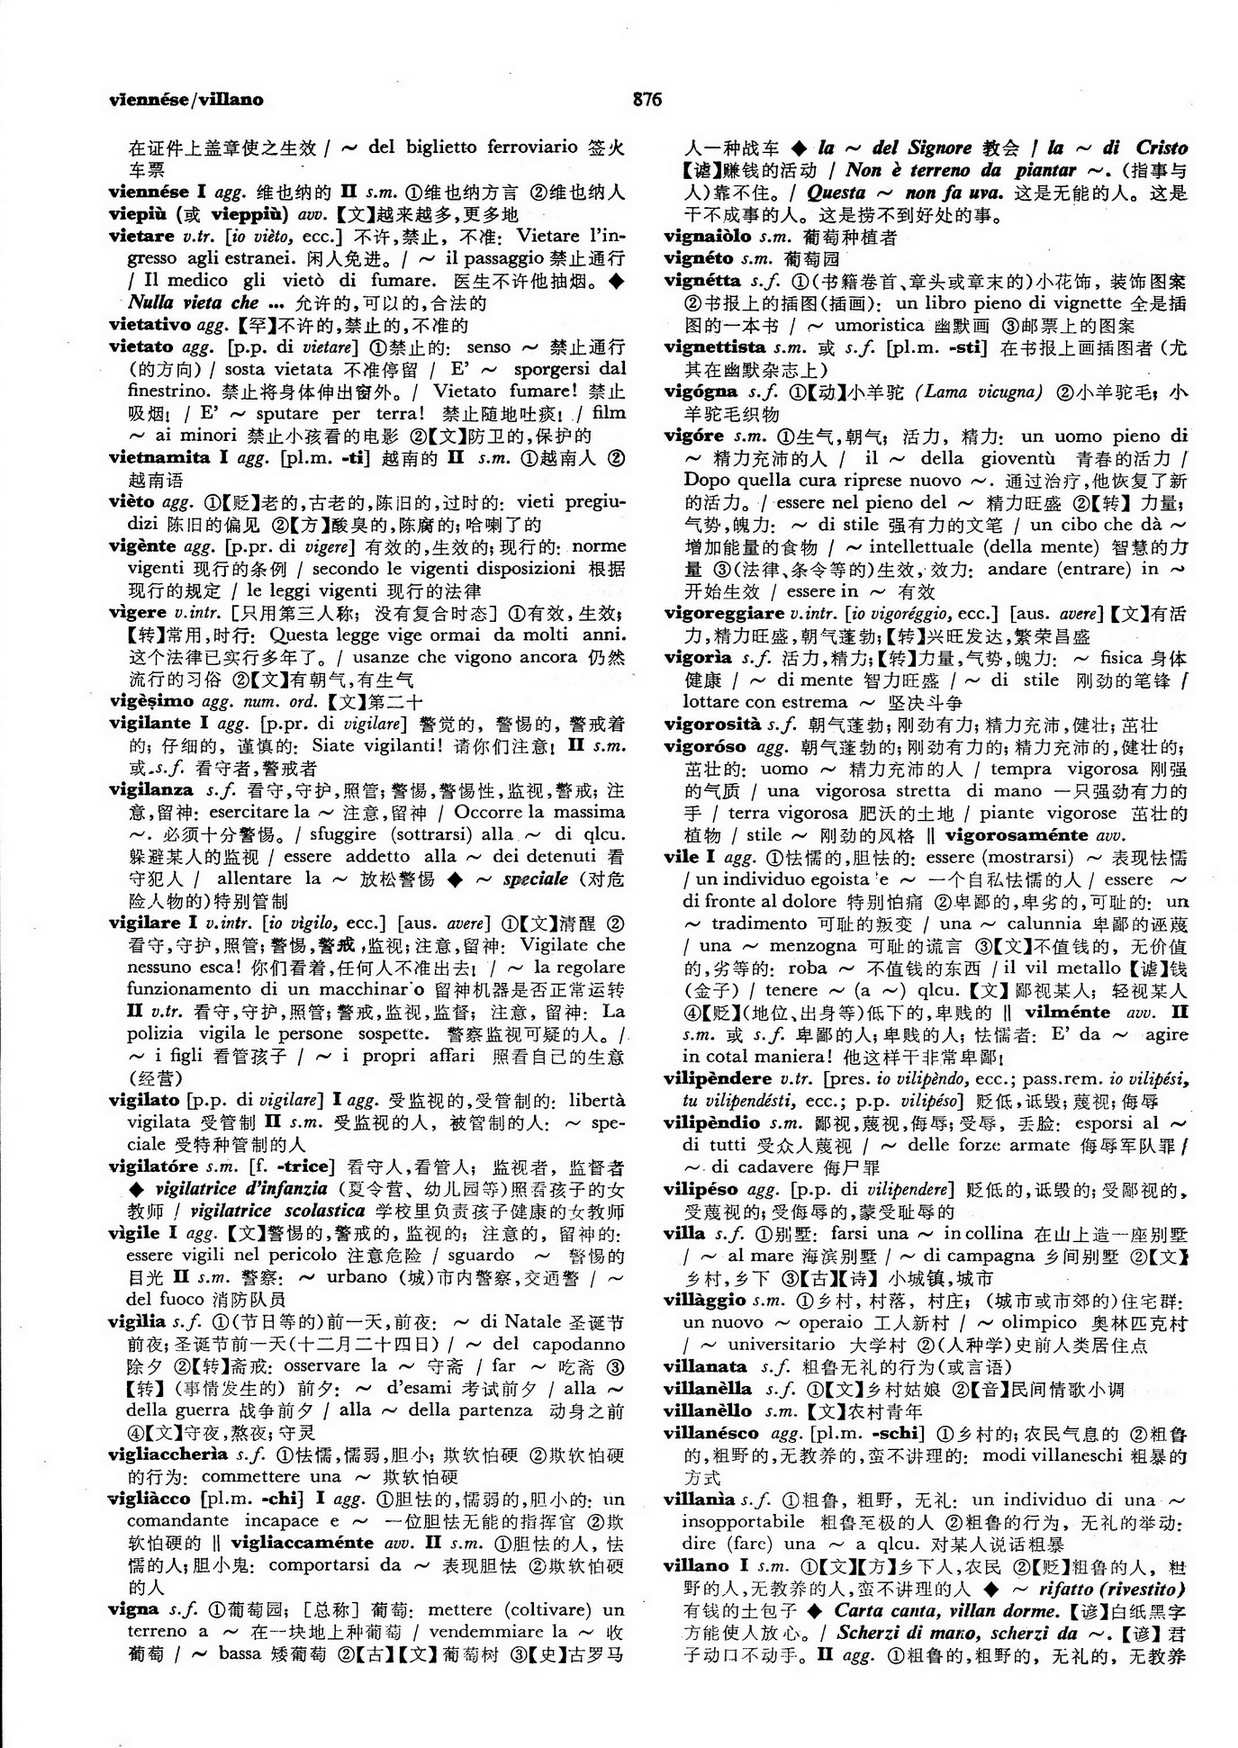 viennése/villano
876
在证件上盖章使之生效 / ～ del biglietto ferroviario 签火
车票
viennése I agg. 维也纳的 II s.m. ①维也纳方言 ②维也纳人
viepiù (或 vieppiù) avv.【文】越来越多,更多地
vietare v.tr. [io vièto, ecc.] 不许,禁止, 不准: Vietare l'in-
gresso agli estranei. 闲人免进。/ ～ il passaggio 禁止通行
/ Il medico gli vietò di fumare. 医生不许他抽烟。◆
Nulla vieta che ... 允许的,可以的,合法的
vietativo agg.【罕】不许的,禁止的,不准的
vietato agg. [p.p. di vietare] ①禁止的: senso ～ 禁止通行
(的方向) / sosta vietata 不准停留 / E' ～ sporgersi dal
finestrino. 禁止将身体伸出窗外。/ Vietato fumare! 禁止
吸烟! / E' ～ sputare per terra! 禁止随地吐痰! / film
～ ai minori 禁止小孩看的电影 ②【文】防卫的,保护的
vietnamita I agg. [pl.m. -ti] 越南的 II s.m. ①越南人 ②
越南语
vièto agg. ①【贬】老的,古老的,陈旧的,过时的: vieti pregiu-
dizi 陈旧的偏见 ②【方】酸臭的,陈腐的; 哈喇了的
vigènte agg. [p.pr. di vigere] 有效的,生效的; 现行的: norme
vigenti 现行的条例 / secondo le vigenti disposizioni 根据
现行的规定 / le leggi vigenti 现行的法律
vìgere v.intr. [只用第三人称; 没有复合时态] ①有效, 生效;
【转】常用,时行: Questa legge vige ormai da molti anni.
这个法律已实行多年了。/ usanze che vigono ancora 仍然
流行的习俗 ②【文】有朝气,有生气
vigèsimo agg. num. ord.【文】第二十
vigilante I agg. [p.pr. di vigilare] 警觉的, 警惕的, 警戒着
的; 仔细的, 谨慎的: Siate vigilanti! 请你们注意! II s.m.
或 s.f. 看守者,警戒者
vigilanza s.f. 看守,守护,照管; 警惕,警惕性,监视,警戒; 注
意,留神: esercitare la ～ 注意,留神 / Occorre la massima
～. 必须十分警惕。/ sfuggire (sottrarsi) alla ～ di qlcu.
躲避某人的监视 / essere addetto alla ～ dei detenuti 看
守犯人 / allentare la ～ 放松警惕 ◆ ～ speciale (对危
险人物的)特别管制
vigilare I v.intr. [io vìgilo, ecc.] [aus. avere] ①【文】清醒 ②
看守,守护,照管; 警惕,警戒,监视; 注意,留神: Vigilate che
nessuno esca! 你们看着,任何人不准出去! / ～ la regolare
funzionamento di un macchinario 留神机器是否正常运转
II v.tr. 看守,守护,照管; 警戒,监视,监督; 注意, 留神: La
polizia vigila le persone sospette. 警察监视可疑的人。/
～ i figli 看管孩子 / ～ i propri affari 照看自己的生意
(经营)
vigilato [p.p. di vigilare] I agg. 受监视的,受管制的: libertà
vigilata 受管制 II s.m. 受监视的人, 被管制的人: ～ spe-
ciale 受特种管制的人
vigilatóre s.m. [f. -trice] 看守人,看管人; 监视者, 监督者
◆ vigilatrice d'infanzia (夏令营、幼儿园等)照看孩子的女
教师 / vigilatrice scolastica 学校里负责孩子健康的女教师
vìgile I agg.【文】警惕的,警戒的, 监视的; 注意的, 留神的:
essere vigili nel pericolo 注意危险 / sguardo ～ 警惕的
目光 II s.m. 警察: ～ urbano (城)市内警察,交通警 / ～
del fuoco 消防队员
vigìlia s.f. ①(节日等的)前一天,前夜: ～ di Natale 圣诞节
前夜; 圣诞节前一天(十二月二十四日) / ～ del capodanno
除夕 ②【转】斋戒: osservare la ～ 守斋 / far ～ 吃斋 ③
【转】(事情发生的) 前夕: ～ d'esami 考试前夕 / alla ～
della guerra 战争前夕 / alla ～ della partenza 动身之前
④【文】守夜,熬夜; 守灵
vigliaccherìa s.f. ①怯懦,懦弱,胆小; 欺软怕硬 ②欺软怕硬
的行为: commettere una ～ 欺软怕硬
vigliàcco [pl.m. -chi] I agg. ①胆怯的,懦弱的,胆小的: un
comandante incapace e ～ 一位胆怯无能的指挥官 ②欺
软怕硬的 ‖ vigliaccaménte avv. II s.m. ①胆怯的人, 怯
懦的人; 胆小鬼: comportarsi da ～ 表现胆怯 ②欺软怕硬
的人
vigna s.f. ①葡萄园; [总称] 葡萄: mettere (coltivare) un
terreno a ～ 在一块地上种葡萄 / vendemmiare la ～ 收
葡萄 / ～ bassa 矮葡萄 ②【古】【文】葡萄树 ③【史】古罗马
人一种战车 ◆ la ～ del Signore 教会 / la ～ di Cristo
【谑】赚钱的活动 / Non è terreno da piantar ～. (指事与
人)靠不住。/ Questa ～ non fa uva. 这是无能的人。这是
干不成事的人。这是捞不到好处的事。
vignaiòlo s.m. 葡萄种植者
vignéto s.m. 葡萄园
vignétta s.f. ①(书籍卷首、章头或章末的)小花饰, 装饰图案
②书报上的插图(插画): un libro pieno di vignette 全是插
图的一本书 / ～ umoristica 幽默画 ③邮票上的图案
vignettista s.m. 或 s.f. [pl.m. -sti] 在书报上画插图者 (尤
其在幽默杂志上)
vigógna s.f. ①【动】小羊驼 (Lama vicugna) ②小羊驼毛; 小
羊驼毛织物
vigóre s.m. ①生气,朝气; 活力, 精力: un uomo pieno di
～ 精力充沛的人 / il ～ della gioventù 青春的活力 /
Dopo quella cura riprese nuovo ～. 通过治疗,他恢复了新
的活力。/ essere nel pieno del ～ 精力旺盛 ②【转】力量;
气势,魄力: ～ di stile 强有力的文笔 / un cibo che dà ～
增加能量的食物 / ～ intellettuale (della mente) 智慧的力
量 ③(法律、条令等的)生效, 效力: andare (entrare) in ～
开始生效 / essere in ～ 有效
vigoreggiare v.intr. [io vigoréggio, ecc.] [aus. avere]【文】有活
力,精力旺盛,朝气蓬勃;【转】兴旺发达,繁荣昌盛
vigorìa s.f. 活力,精力;【转】力量,气势,魄力: ～ fisica 身体
健康 / ～ di mente 智力旺盛 / ～ di stile 刚劲的笔锋 /
lottare con estrema ～ 坚决斗争
vigorosità s.f. 朝气蓬勃; 刚劲有力; 精力充沛,健壮; 茁壮
vigoróso agg. 朝气蓬勃的; 刚劲有力的; 精力充沛的,健壮的;
茁壮的: uomo ～ 精力充沛的人 / tempra vigorosa 刚强
的气质 / una vigorosa stretta di mano 一只强劲有力的
手 / terra vigorosa 肥沃的土地 / piante vigorose 茁壮的
植物 / stile ～ 刚劲的风格 ‖ vigorosaménte avv.
vile I agg. ①怯懦的,胆怯的: essere (mostrarsi) ～ 表现怯懦
/ un individuo egoista e ～ 一个自私怯懦的人 / essere ～
di fronte al dolore 特别怕痛 ②卑鄙的,卑劣的,可耻的: un
～ tradimento 可耻的叛变 / una ～ calunnia 卑鄙的诬蔑
/ una ～ menzogna 可耻的谎言 ③【文】不值钱的, 无价值
的,劣等的: roba ～ 不值钱的东西 / il vil metallo【谑】钱
(金子) / tenere ～ (a ～) qlcu.【文】鄙视某人; 轻视某人
④【贬】(地位、出身等)低下的,卑贱的 ‖ vilménte avv. II
s.m. 或 s.f. 卑鄙的人; 卑贱的人; 怯懦者: E' da ～ agire
in cotal maniera! 他这样干非常卑鄙!
vilipèndere v.tr. [pres. io vilipèndo, ecc.; pass.rem. io vilipési,
tu vilipendésti, ecc.; p.p. vilipéso] 贬低,诋毁; 蔑视; 侮辱
vilipèndio s.m. 鄙视,蔑视,侮辱; 受辱, 丢脸: esporsi al ～
di tutti 受众人蔑视 / ～ delle forze armate 侮辱军队罪 /
～ di cadavere 侮尸罪
vilipéso agg. [p.p. di vilipendere] 贬低的,诋毁的; 受鄙视的,
受蔑视的; 受侮辱的,蒙受耻辱的
villa s.f. ①别墅: farsi una ～ in collina 在山上造一座别墅
/ ～ al mare 海滨别墅 / ～ di campagna 乡间别墅 ②【文】
乡村,乡下 ③【古】【诗】小城镇,城市
villàggio s.m. ①乡村, 村落, 村庄; (城市或市郊的)住宅群:
un nuovo ～ operaio 工人新村 / ～ olimpico 奥林匹克村
/ ～ universitario 大学村 ②(人种学)史前人类居住点
villanata s.f. 粗鲁无礼的行为(或言语)
villanèlla s.f. ①【文】乡村姑娘 ②【音】民间情歌小调
villanèllo s.m.【文】农村青年
villanésco agg. [pl.m. -schi] ①乡村的; 农民气息的 ②粗鲁
的,粗野的,无教养的,蛮不讲理的: modi villaneschi 粗暴的
方式
villanìa s.f. ①粗鲁, 粗野, 无礼: un individuo di una ～
insopportabile 粗鲁至极的人 ②粗鲁的行为, 无礼的举动:
dire (fare) una ～ a qlcu. 对某人说话粗暴
villano I s.m. ①【文】【方】乡下人,农民 ②【贬】粗鲁的人, 粗
野的人,无教养的人,蛮不讲理的人 ◆ ～ rifatto (rivestito)
有钱的土包子 ◆ Carta canta, villan dorme.【谚】白纸黑字
方能使人放心。/ Scherzi di mano, scherzi da ～.【谚】君
子动口不动手。II agg. ①粗鲁的,粗野的, 无礼的, 无教养